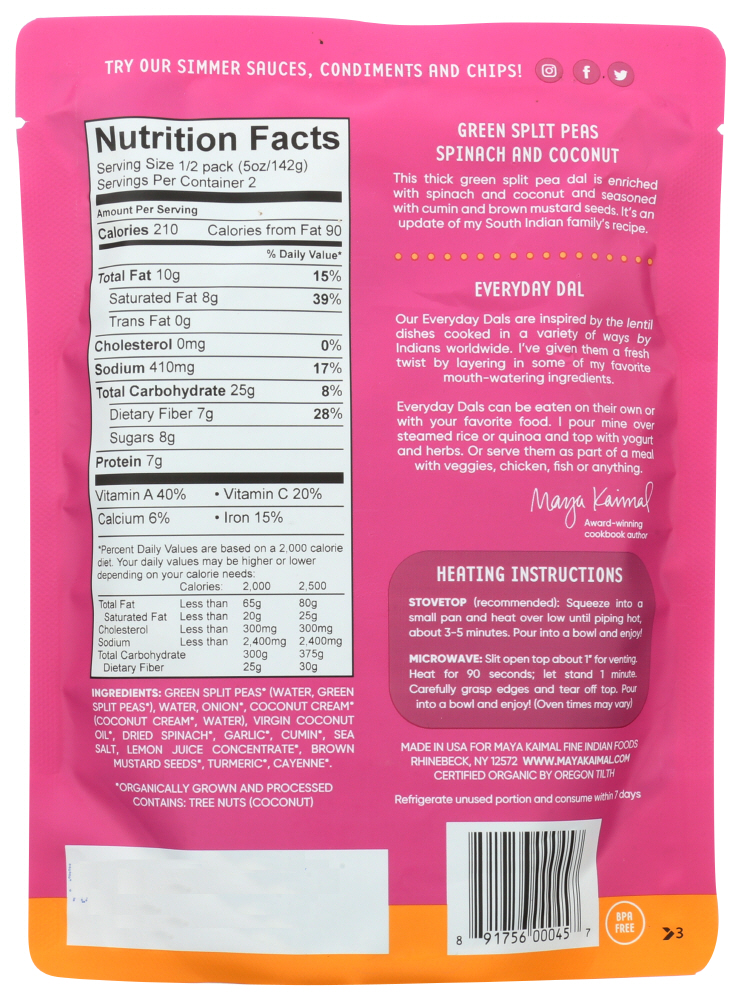 TRY OUR SIMMER SAUCES, CONDIMENTS AND CHIPS!
Nutrition Facts
Serving Size 1/2 pack (5oz/142g)
Servings Per Container 2
Amount Per Serving
Calories 210 Calories from Fat 90
% Daily Value*
Total Fat 10g 15%
Saturated Fat 8g 39%
Trans Fat 0g
Cholesterol 0mg 0%
Sodium 410mg 17%
Total Carbohydrate 25g 8%
Dietary Fiber 7g 28%
Sugars 8g
Protein 7g
Vitamin A 40% • Vitamin C 20%
Calcium 6% • Iron 15%
*Percent Daily Values are based on a 2,000 calorie
diet. Your daily values may be higher or lower
depending on your calorie needs:
Calories: 2,000 2,500
Total Fat Less than 65g 80g
Saturated Fat Less than 20g 25g
Cholesterol Less than 300mg 300mg
Sodium Less than 2,400mg 2,400mg
Total Carbohydrate 300g 375g
Dietary Fiber 25g 30g
INGREDIENTS: GREEN SPLIT PEAS* (WATER, GREEN
SPLIT PEAS*), WATER, ONION*, COCONUT CREAM*
(COCONUT CREAM*, WATER), VIRGIN COCONUT
OIL*, DRIED SPINACH*, GARLIC*, CUMIN*, SEA
SALT, LEMON JUICE CONCENTRATE*, BROWN
MUSTARD SEEDS*, TURMERIC*, CAYENNE*.
*ORGANICALLY GROWN AND PROCESSED
CONTAINS: TREE NUTS (COCONUT)
GREEN SPLIT PEAS
SPINACH AND COCONUT
This thick green split pea dal is enriched
with spinach and coconut and seasoned
with cumin and brown mustard seeds. It's an
update of my South Indian family's recipe.
EVERYDAY DAL
Our Everyday Dals are inspired by the lentil
dishes cooked in a variety of ways by
Indians worldwide. I've given them a fresh
twist by layering in some of my favorite
mouth-watering ingredients.
Everyday Dals can be eaten on their own or
with your favorite food. I pour mine over
steamed rice or quinoa and top with yogurt
and herbs. Or serve them as part of a meal
with veggies, chicken, fish or anything.
Maya Kaimal
Award-winning
cookbook author
HEATING INSTRUCTIONS
STOVETOP (recommended): Squeeze into a
small pan and heat over low until piping hot,
about 3-5 minutes. Pour into a bowl and enjoy!
MICROWAVE: Slit open top about 1" for venting.
Heat for 90 seconds; let stand 1 minute.
Carefully grasp edges and tear off top. Pour
into a bowl and enjoy! (Oven times may vary)
MADE IN USA FOR MAYA KAIMAL FINE INDIAN FOODS
RHINEBECK, NY 12572 WWW.MAYAKAIMAL.COM
CERTIFIED ORGANIC BY OREGON TILTH
Refrigerate unused portion and consume within 7 days
8 91756 00045 7
BPA
FREE
3